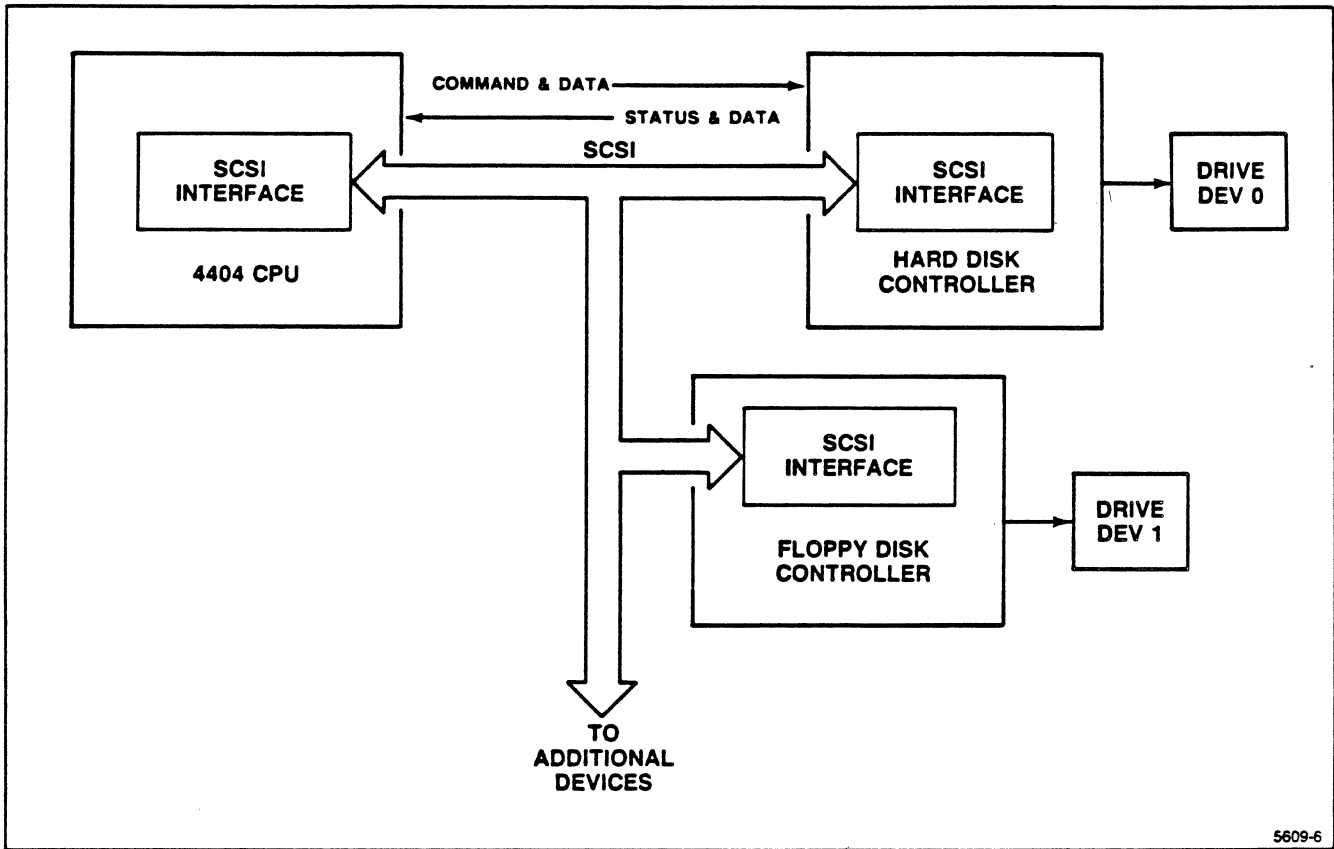 COMMAND & DATA
STATUS & DATA
SCSI
SCSI
INTERFACE
4404 CPU
SCSI
INTERFACE
HARD DISK
CONTROLLER
DRIVE
DEV 0
SCSI
INTERFACE
FLOPPY DISK
CONTROLLER
DRIVE
DEV 1
TO
ADDITIONAL
DEVICES
5609-6